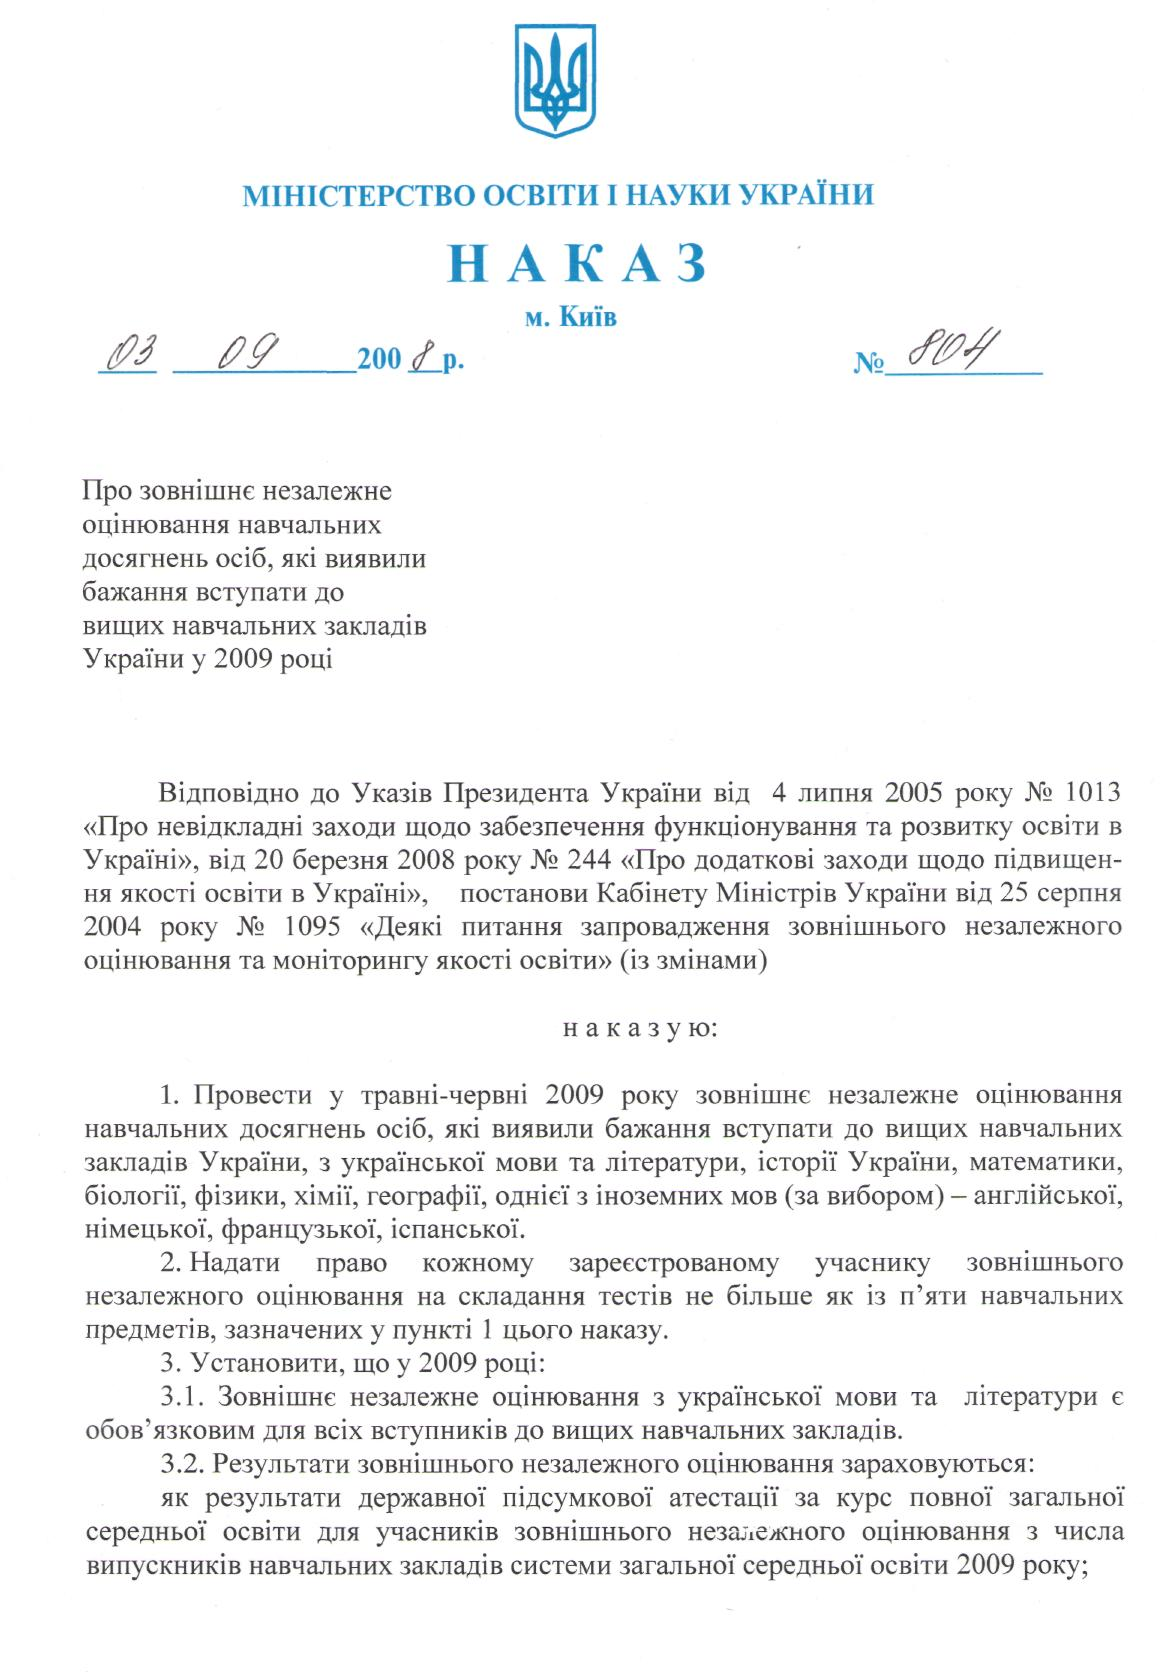 МІНІСТЕРСТВО ОСВІТИ І НАУКИ УКРАЇНИ
Н А К А З
м. Київ
03 09 2008 р. № 804
Про зовнішнє незалежне
оцінювання навчальних
досягнень осіб, які виявили
бажання вступати до
вищих навчальних закладів
України у 2009 році
Відповідно до Указів Президента України від 4 липня 2005 року № 1013
«Про невідкладні заходи щодо забезпечення функціонування та розвитку освіти в
Україні», від 20 березня 2008 року № 244 «Про додаткові заходи щодо підвищен-
ня якості освіти в Україні», постанови Кабінету Міністрів України від 25 серпня
2004 року № 1095 «Деякі питання запровадження зовнішнього незалежного
оцінювання та моніторингу якості освіти» (із змінами)
н а к а з у ю:
1. Провести у травні-червні 2009 року зовнішнє незалежне оцінювання
навчальних досягнень осіб, які виявили бажання вступати до вищих навчальних
закладів України, з української мови та літератури, історії України, математики,
біології, фізики, хімії, географії, однієї з іноземних мов (за вибором) – англійської,
німецької, французької, іспанської.
2. Надати право кожному зареєстрованому учаснику зовнішнього
незалежного оцінювання на складання тестів не більше як із п’яти навчальних
предметів, зазначених у пункті 1 цього наказу.
3. Установити, що у 2009 році:
3.1. Зовнішнє незалежне оцінювання з української мови та літератури є
обов’язковим для всіх вступників до вищих навчальних закладів.
3.2. Результати зовнішнього незалежного оцінювання зараховуються:
як результати державної підсумкової атестації за курс повної загальної
середньої освіти для учасників зовнішнього незалежного оцінювання з числа
випускників навчальних закладів системи загальної середньої освіти 2009 року;